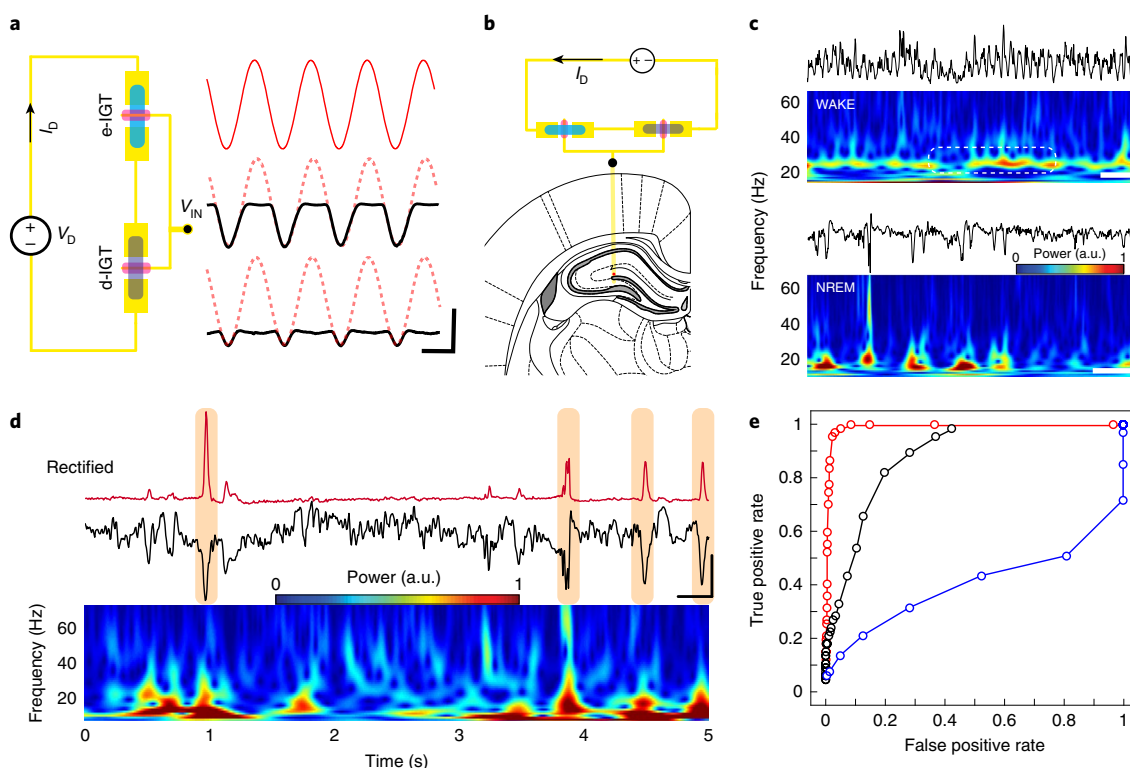 a
I_D
e-IGT
d-IGT
V_IN
V_D
+
−
b
I_D
+ −
c
WAKE
60
40
20
Frequency (Hz)
Power (a.u.)
0
1
NREM
60
40
20
d
Rectified
0 Power (a.u.) 1
Frequency (Hz)
60
40
20
0 1 2 3 4 5
Time (s)
e
True positive rate
1
0.8
0.6
0.4
0.2
0
0 0.2 0.4 0.6 0.8 1
False positive rate